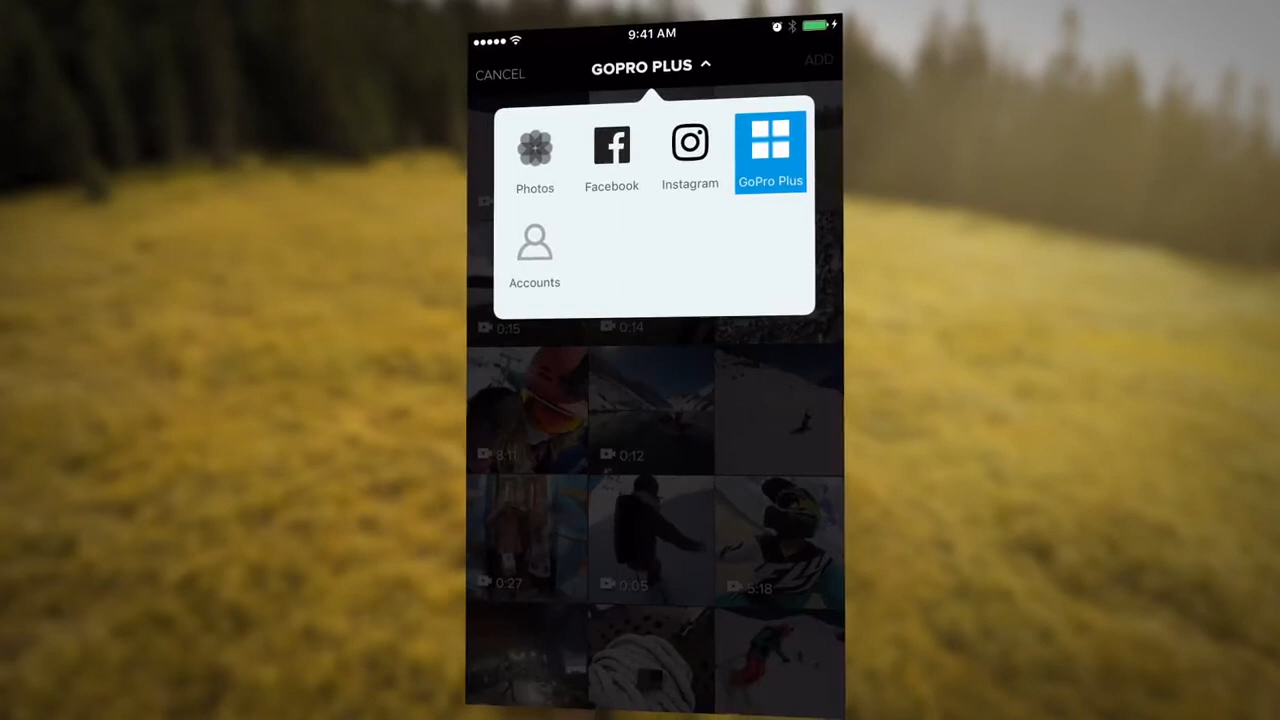 9:41 AM
CANCEL
GOPRO PLUS
ADD
Photos
Facebook
Instagram
GoPro Plus
Accounts
0:15
0:14
8:11
0:12
0:27
0:05
5:18